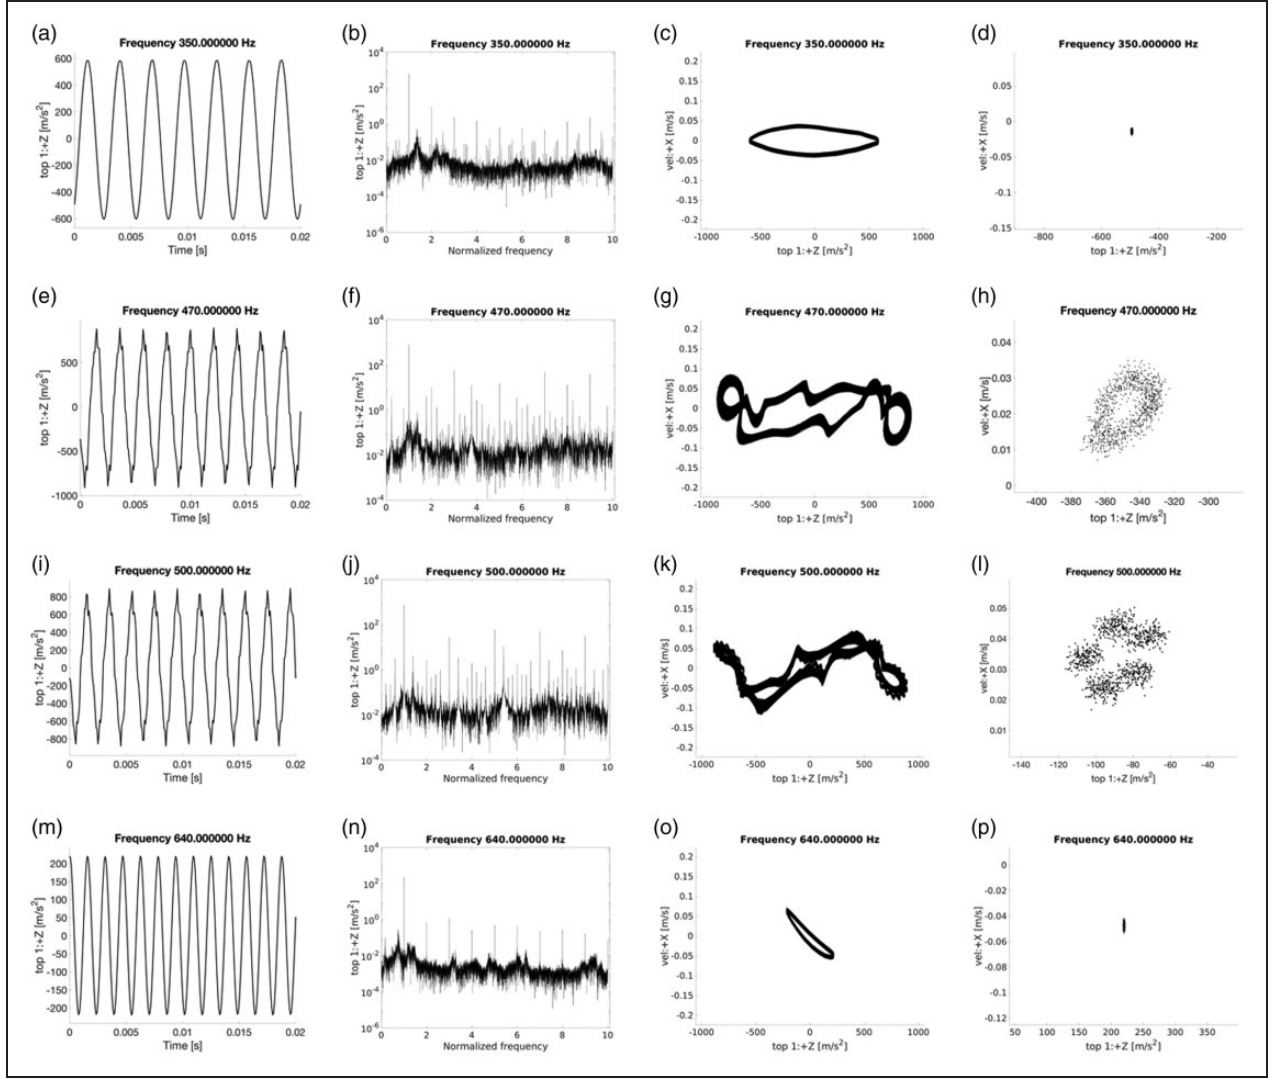 (a)
Frequency 350.000000 Hz
600
400
200
0
-200
-400
-600
top 1:+Z [m/s²]
0 0.005 0.01 0.015 0.02
Time [s]
(b)
Frequency 350.000000 Hz
10⁴
10²
10⁰
10⁻²
10⁻⁴
10⁻⁶
top 1:+Z [m/s²]
0 2 4 6 8 10
Normalized frequency
(c)
Frequency 350.000000 Hz
0.2
0.15
0.1
0.05
0
-0.05
-0.1
-0.15
-0.2
vel:+X [m/s]
-1000 -500 0 500 1000
top 1:+Z [m/s²]
(d)
Frequency 350.000000 Hz
0.05
0
-0.05
-0.1
-0.15
vel:+X [m/s]
-800 -600 -400 -200
top 1:+Z [m/s²]
(e)
Frequency 470.000000 Hz
500
0
-500
-1000
top 1:+Z [m/s²]
0 0.005 0.01 0.015 0.02
Time [s]
(f)
Frequency 470.000000 Hz
10⁴
10²
10⁰
10⁻²
10⁻⁴
top 1:+Z [m/s²]
0 2 4 6 8 10
Normalized frequency
(g)
Frequency 470.000000 Hz
0.2
0.15
0.1
0.05
0
-0.05
-0.1
-0.15
-0.2
vel:+X [m/s]
-1000 -500 0 500 1000
top 1:+Z [m/s²]
(h)
Frequency 470.000000 Hz
0.04
0.03
0.02
0.01
0
vel:+X [m/s]
-400 -380 -360 -340 -320 -300
top 1:+Z [m/s²]
(i)
Frequency 500.000000 Hz
800
600
400
200
0
-200
-400
-600
-800
top 1:+Z [m/s²]
0 0.005 0.01 0.015 0.02
Time [s]
(j)
Frequency 500.000000 Hz
10⁴
10²
10⁰
10⁻²
10⁻⁴
top 1:+Z [m/s²]
0 2 4 6 8 10
Normalized frequency
(k)
Frequency 500.000000 Hz
0.2
0.15
0.1
0.05
0
-0.05
-0.1
-0.15
-0.2
vel:+X [m/s]
-1000 -500 0 500 1000
top 1:+Z [m/s²]
(l)
Frequency 500.000000 Hz
0.05
0.04
0.03
0.02
0.01
vel:+X [m/s]
-140 -120 -100 -80 -60 -40
top 1:+Z [m/s²]
(m)
Frequency 640.000000 Hz
200
150
100
50
0
-50
-100
-150
-200
top 1:+Z [m/s²]
0 0.005 0.01 0.015 0.02
Time [s]
(n)
Frequency 640.000000 Hz
10⁴
10²
10⁰
10⁻²
10⁻⁴
10⁻⁶
top 1:+Z [m/s²]
0 2 4 6 8 10
Normalized frequency
(o)
Frequency 640.000000 Hz
0.2
0.15
0.1
0.05
0
-0.05
-0.1
-0.15
-0.2
vel:+X [m/s]
-1000 -500 0 500 1000
top 1:+Z [m/s²]
(p)
Frequency 640.000000 Hz
0
-0.02
-0.04
-0.06
-0.08
-0.1
-0.12
vel:+X [m/s]
50 100 150 200 250 300 350
top 1:+Z [m/s²]